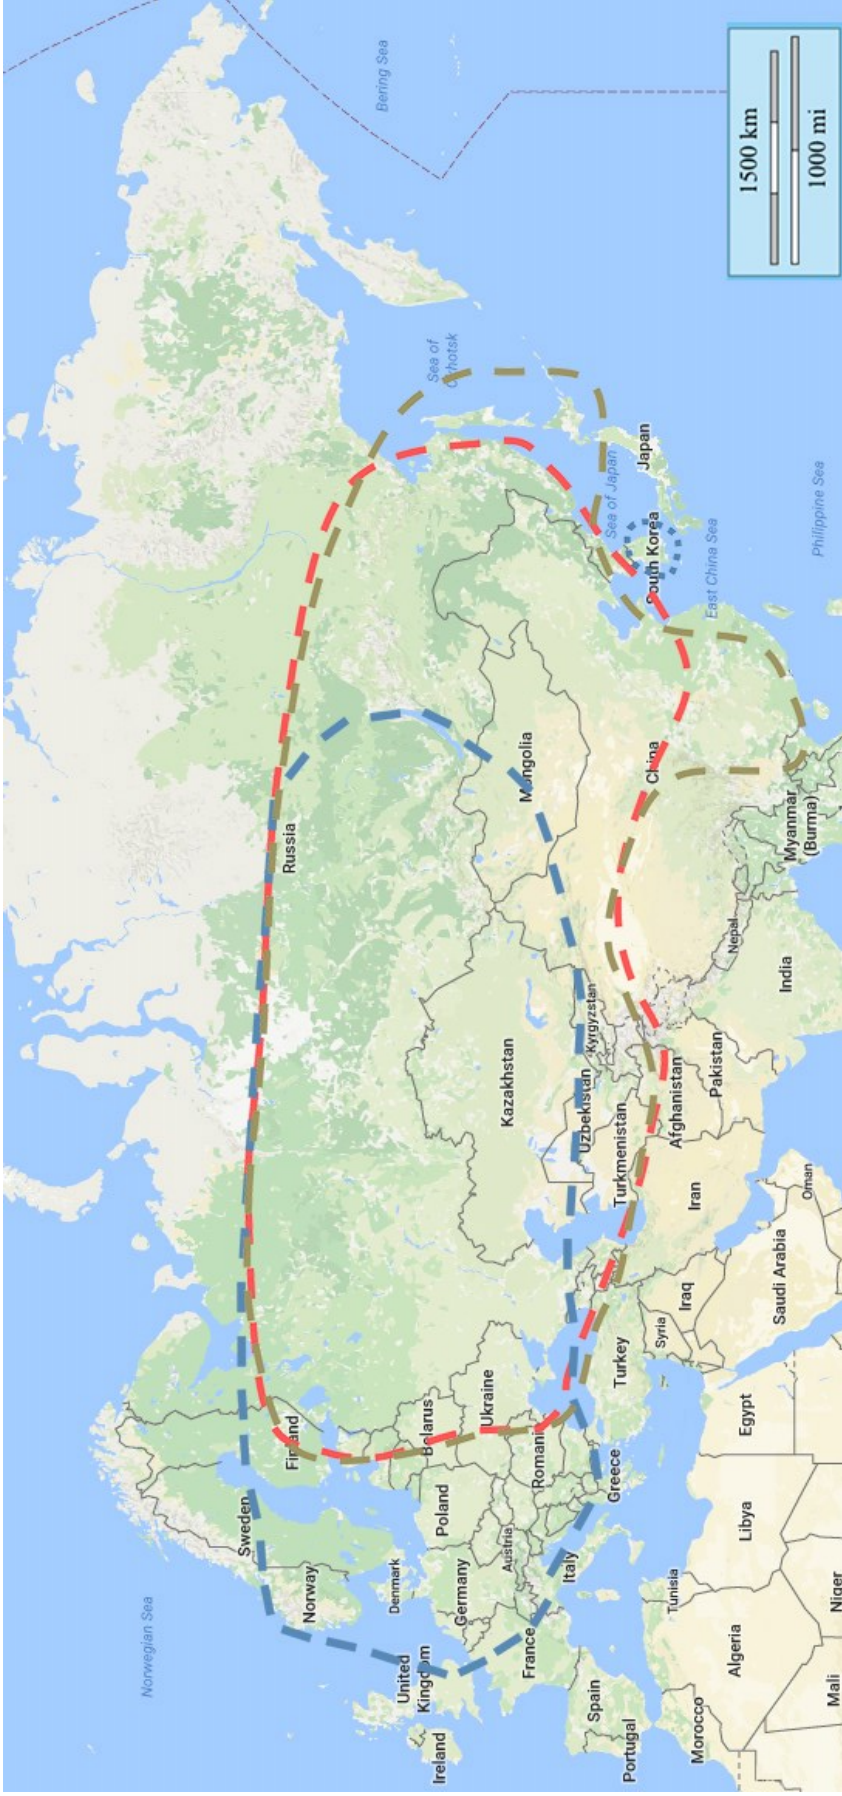 Norwegian Sea
Sweden
Finland
Russia
Norway
Bering Sea
Denmark
United
Kingdom
Belarus
Sea of
Okhotsk
Ireland
Poland
Germany
Ukraine
Kazakhstan
Austria
France
Romania
Mongolia
Italy
Uzbekistan
Kyrgyzstan
Spain
Greece
Turkey
Turkmenistan
Sea of Japan
Portugal
Japan
South Korea
China
Syria
Tunisia
Afghanistan
Iraq
Iran
Morocco
Pakistan
East China Sea
Algeria
Libya
Egypt
Nepal
1500 km
Saudi Arabia
India
Oman
Myanmar
(Burma)
Philippine Sea
1000 mi
Mali
Niger